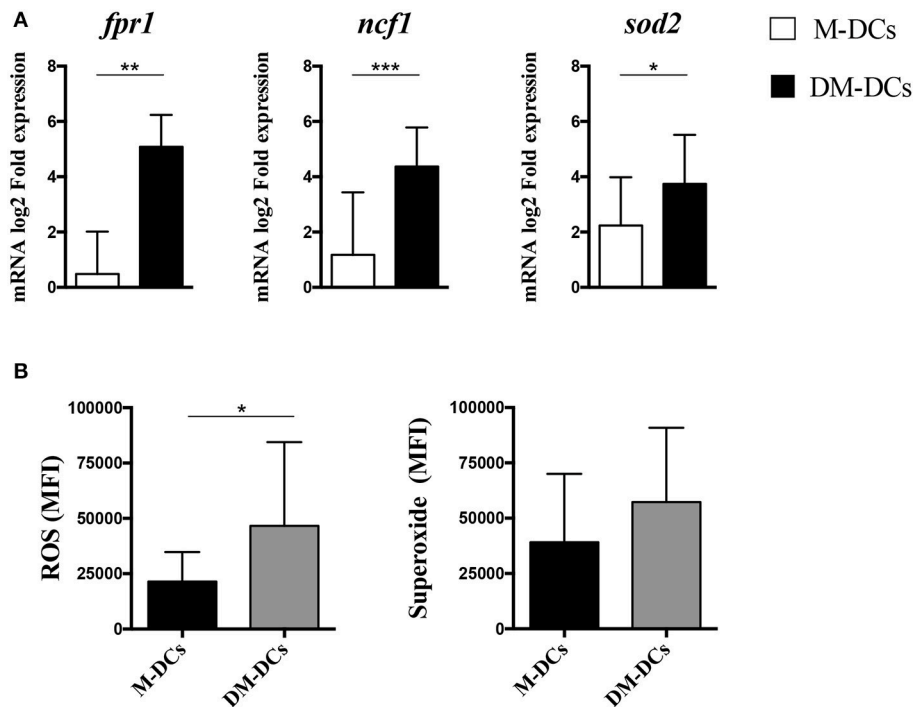 A
fpr1
ncf1
sod2
M-DCs
DM-DCs
mRNA log2 Fold expression
8
6
4
2
0
**
mRNA log2 Fold expression
8
6
4
2
0
***
mRNA log2 Fold expression
8
6
4
2
0
*
B
ROS (MFI)
100000
75000
50000
25000
0
*
M-DCs
DM-DCs
Superoxide (MFI)
100000
75000
50000
25000
0
M-DCs
DM-DCs